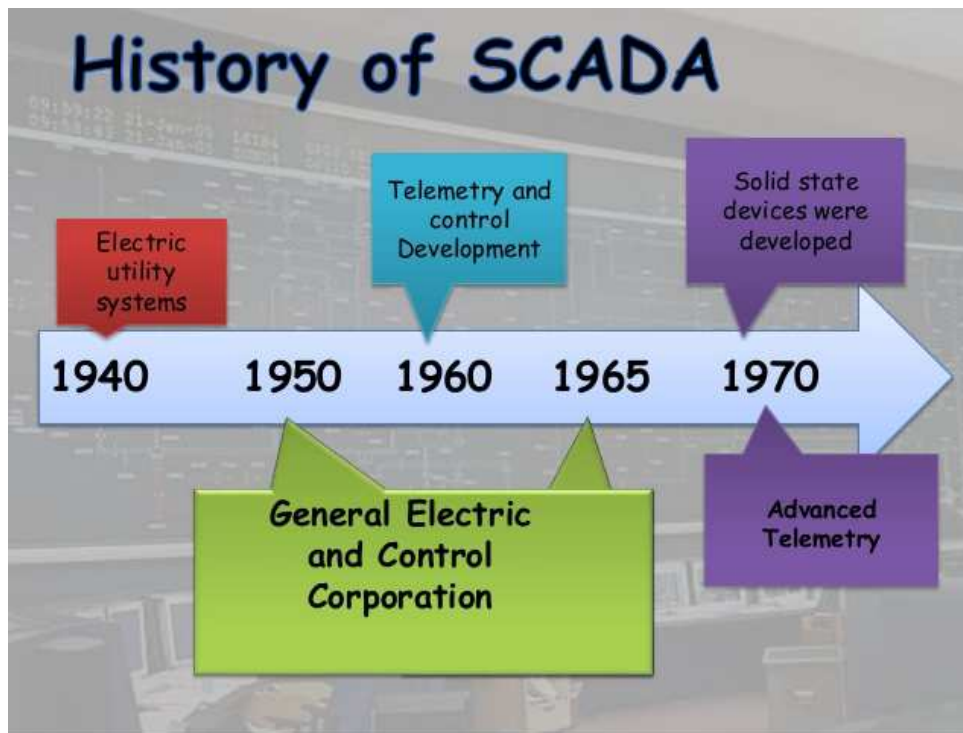 History of SCADA
Electric
utility
systems
Telemetry and
control
Development
Solid state
devices were
developed
1940 1950 1960 1965 1970
General Electric
and Control
Corporation
Advanced
Telemetry